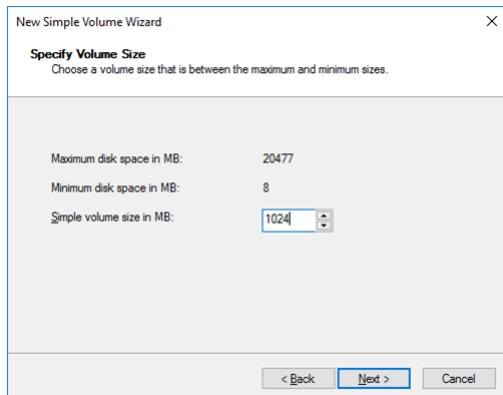 New Simple Volume Wizard
Specify Volume Size
Choose a volume size that is between the maximum and minimum sizes.
Maximum disk space in MB: 20477
Minimum disk space in MB: 8
Simple volume size in MB: 1024
< Back Next > Cancel